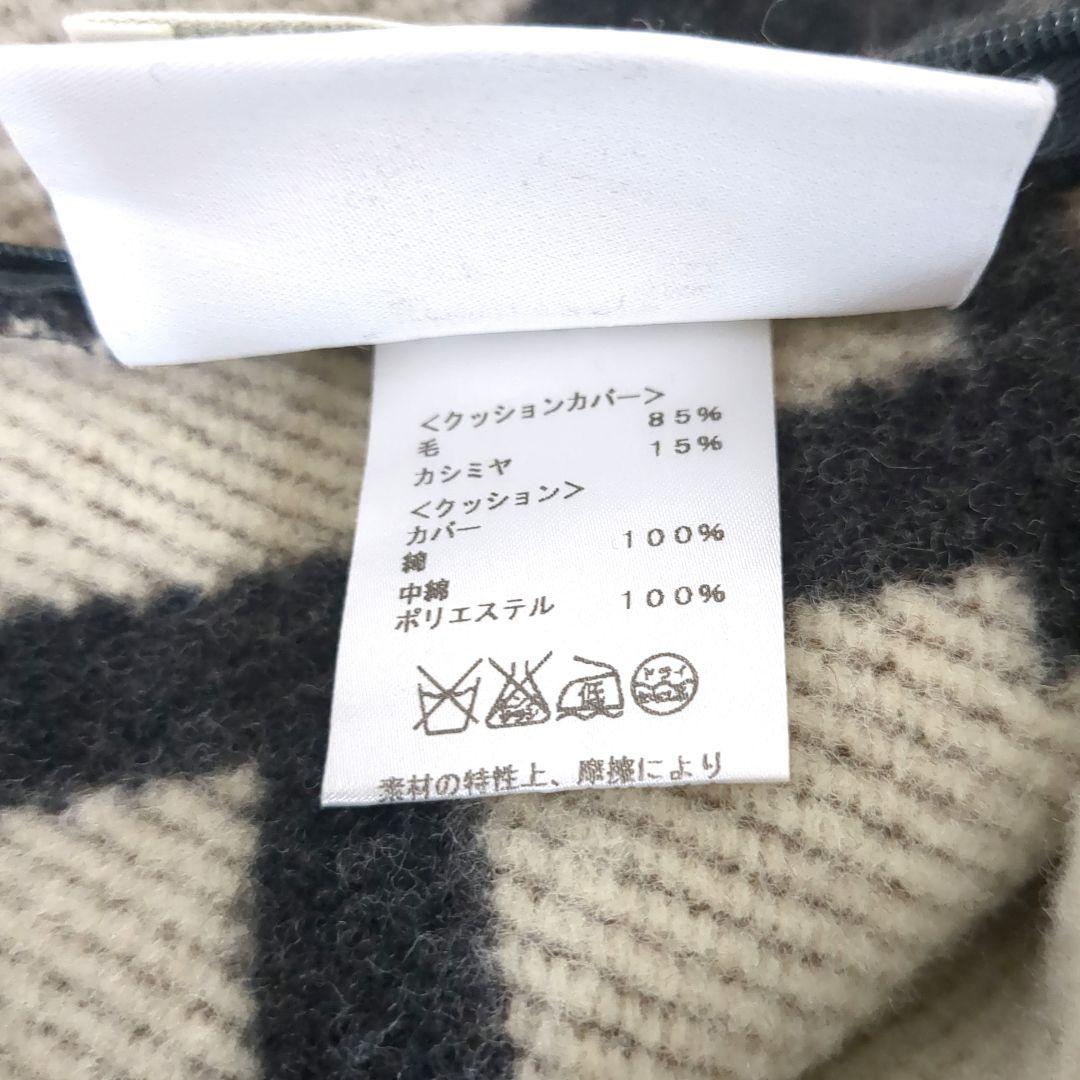 <クッションカバー>
毛 85%
カシミヤ 15%
<クッション>
カバー
綿 100%
中綿
ポリエステル 100%
低
ドライ
素材の特性上、摩擦により